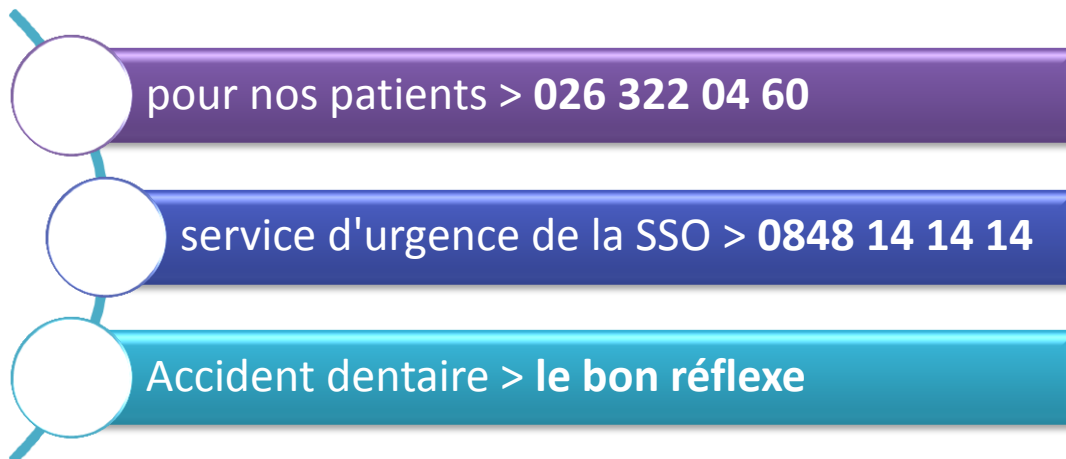 pour nos patients > 026 322 04 60
service d'urgence de la SSO > 0848 14 14 14
Accident dentaire > le bon réflexe